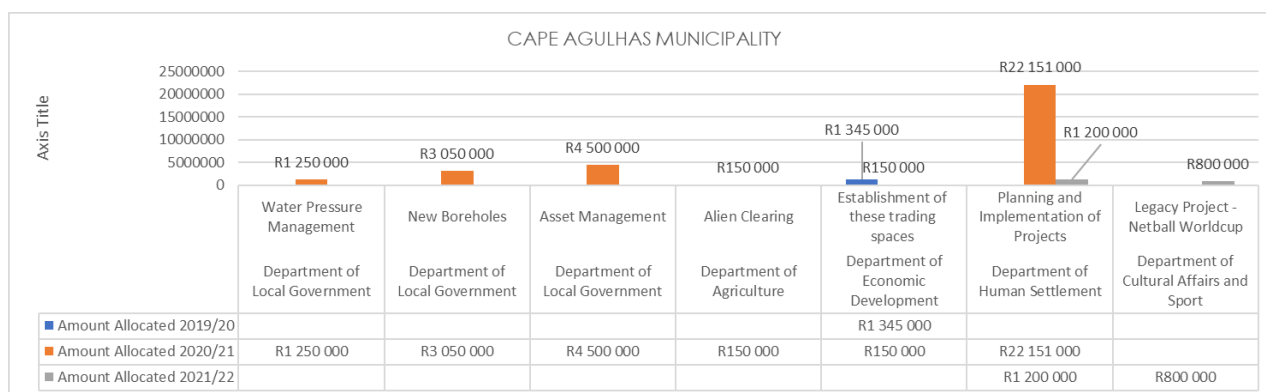 CAPE AGULHAS MUNICIPALITY
Axis Title
25000000
20000000
15000000
10000000
5000000
0
R1 250 000
R3 050 000
R4 500 000
R150 000
R1 345 000
R150 000
R22 151 000
R1 200 000
R800 000
Water Pressure
Management
New Boreholes
Asset Management
Alien Clearing
Establishment of
these trading
spaces
Planning and
Implementation of
Projects
Legacy Project -
Netball Worldcup
Department of
Local Government
Department of
Local Government
Department of
Local Government
Department of
Agriculture
Department of
Economic
Development
Department of
Human Settlement
Department of
Cultural Affairs and
Sport
Amount Allocated 2019/20 R1 345 000
Amount Allocated 2020/21 R1 250 000 R3 050 000 R4 500 000 R150 000 R150 000 R22 151 000
Amount Allocated 2021/22 R1 200 000 R800 000